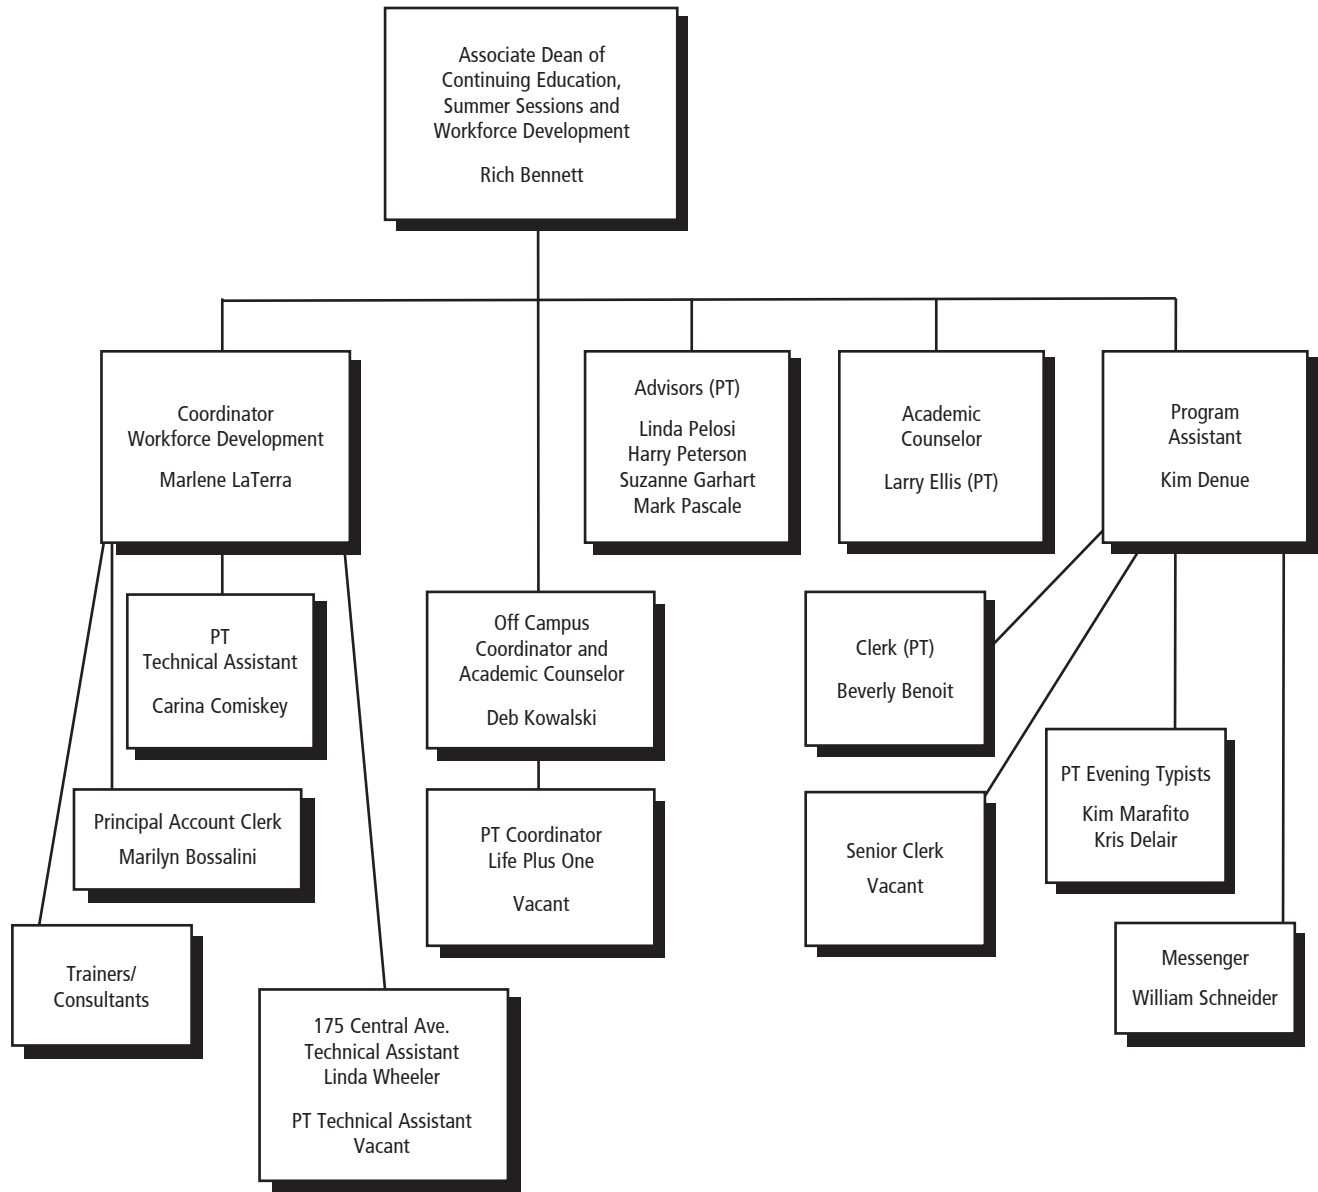 Associate Dean of
Continuing Education,
Summer Sessions and
Workforce Development
Rich Bennett
Coordinator
Workforce Development
Marlene LaTerra
Advisors (PT)
Linda Pelosi
Harry Peterson
Suzanne Garhart
Mark Pascale
Academic
Counselor
Larry Ellis (PT)
Program
Assistant
Kim Denue
PT
Technical Assistant
Carina Comiskey
Off Campus
Coordinator and
Academic Counselor
Deb Kowalski
Clerk (PT)
Beverly Benoit
PT Evening Typists
Kim Marafito
Kris Delair
Principal Account Clerk
Marilyn Bossalini
PT Coordinator
Life Plus One
Vacant
Senior Clerk
Vacant
Trainers/
Consultants
Messenger
William Schneider
175 Central Ave.
Technical Assistant
Linda Wheeler
PT Technical Assistant
Vacant